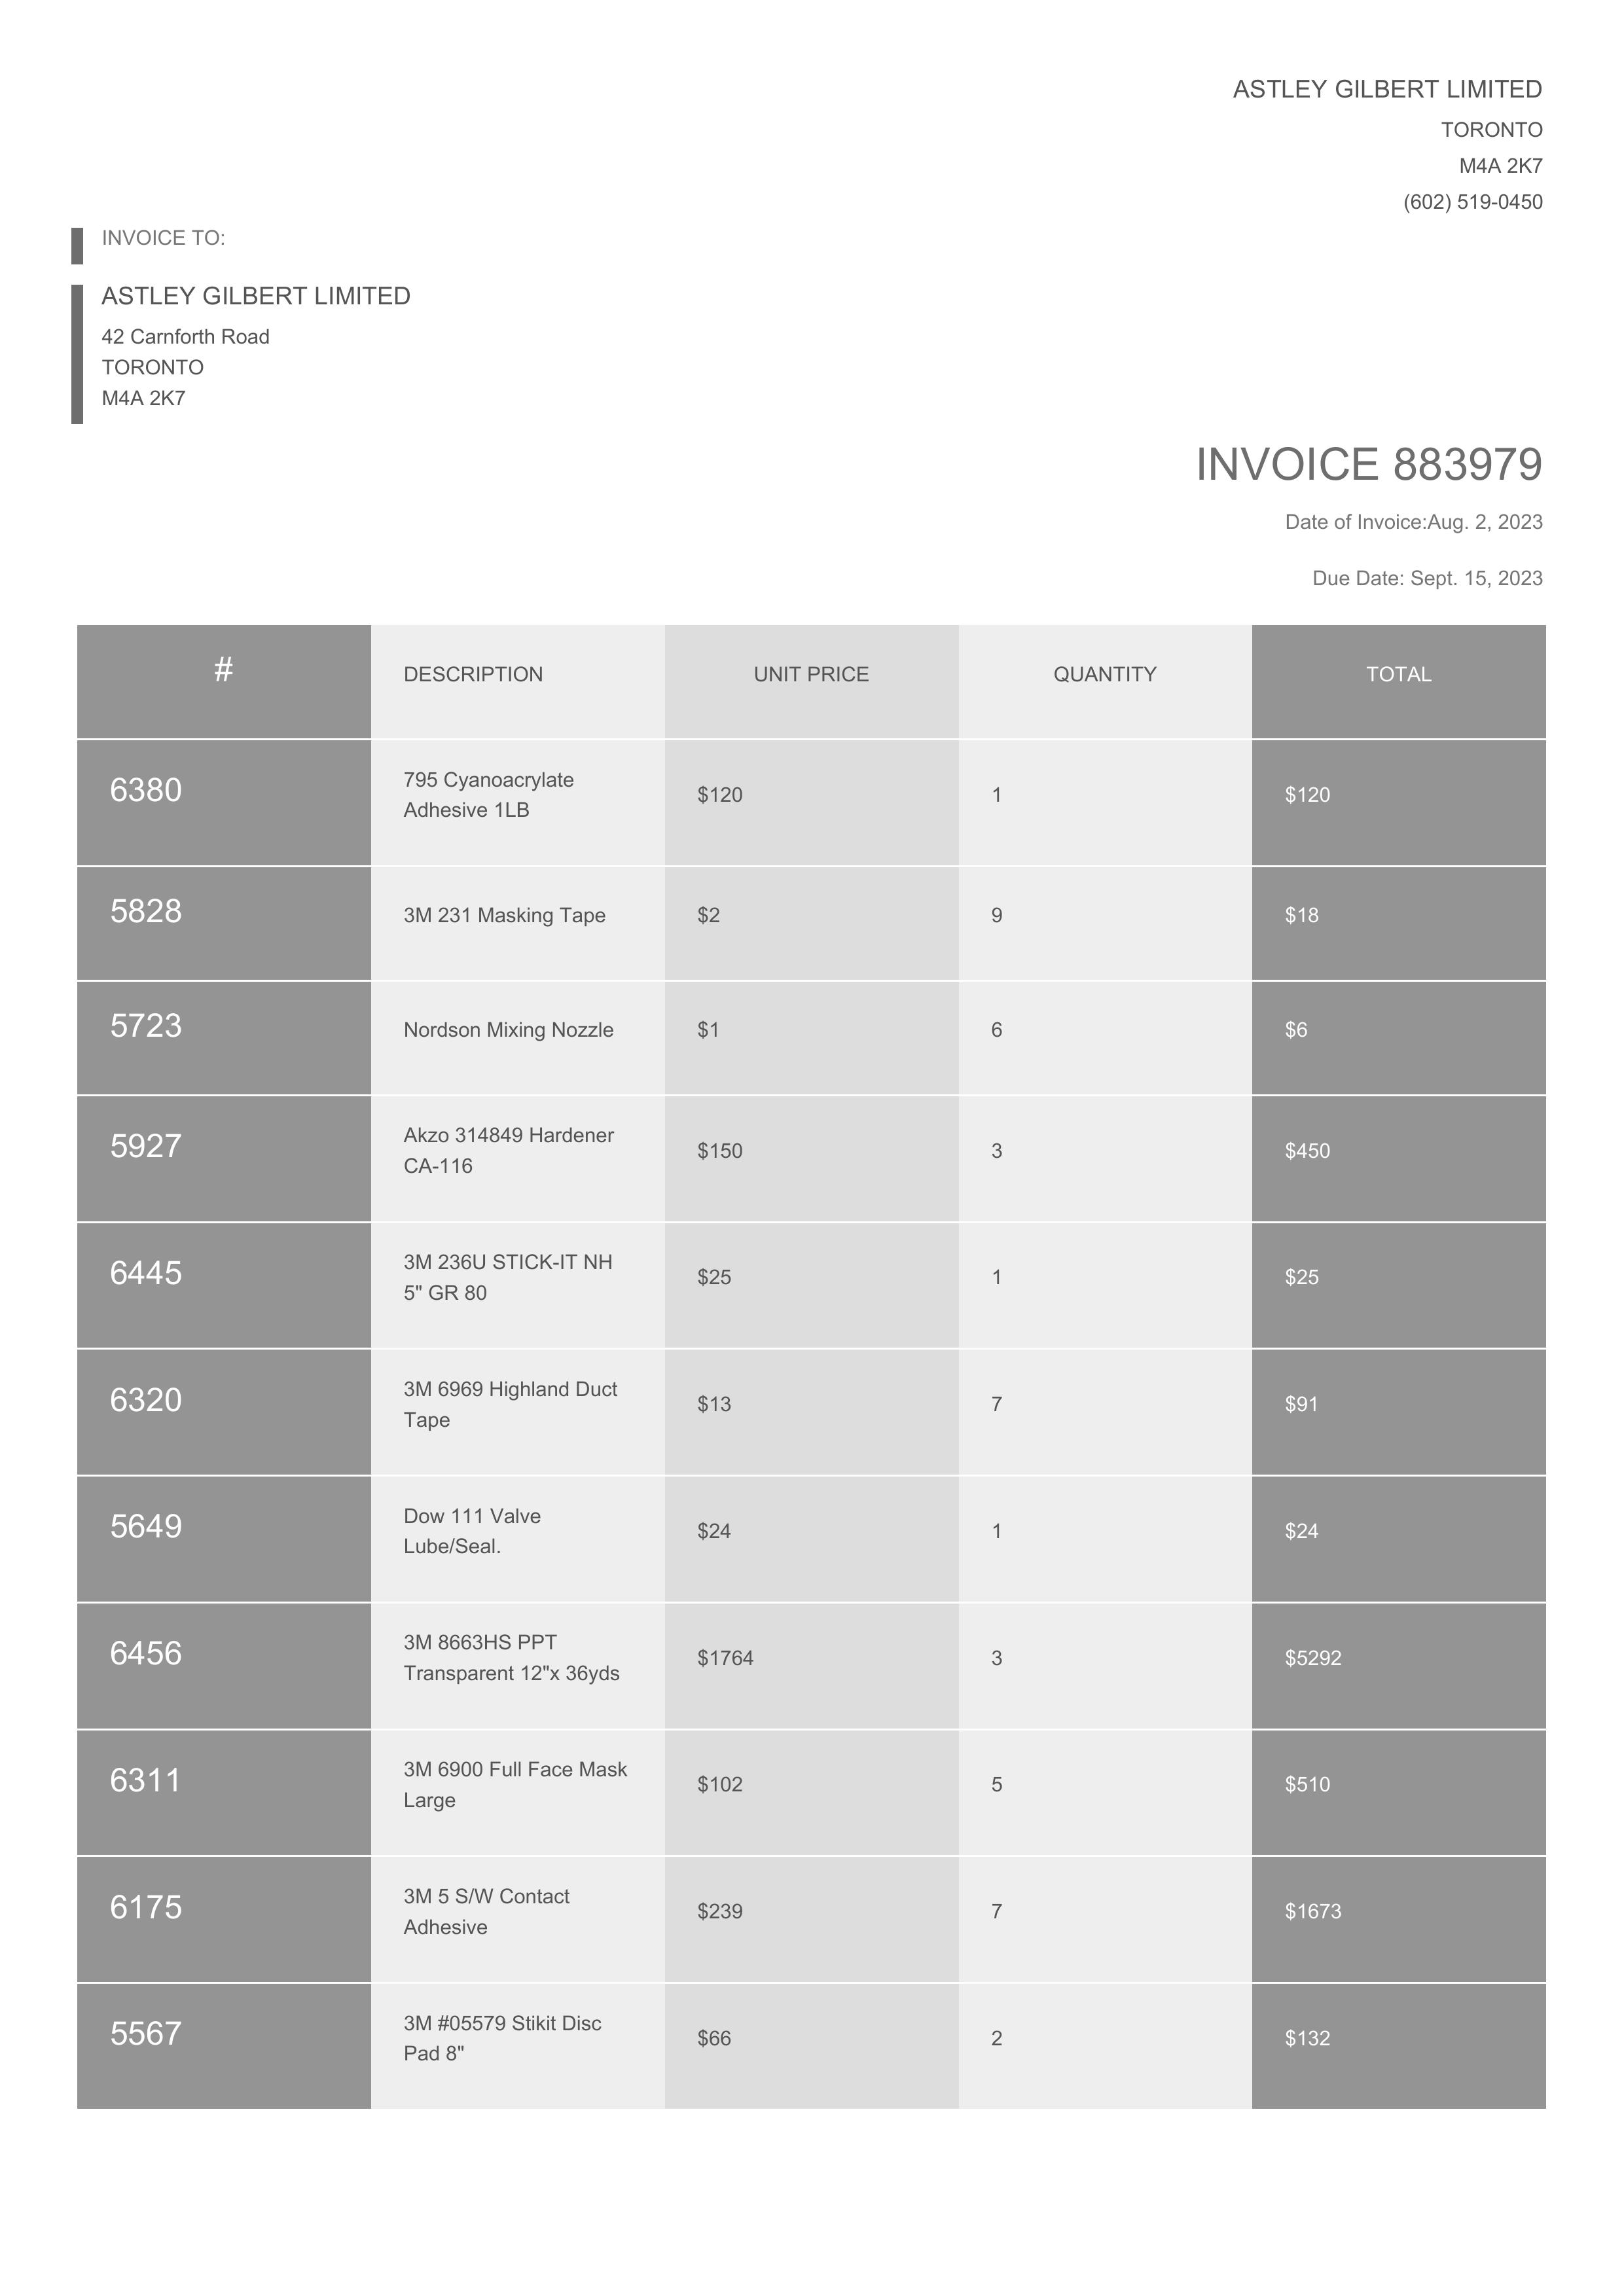 ASTLEY GILBERT LIMITED
TORONTO
M4A 2K7
(602) 519-0450
INVOICE TO:
ASTLEY GILBERT LIMITED
42 Carnforth Road
TORONTO
M4A 2K7
INVOICE 883979
Date of Invoice:Aug. 2, 2023
Due Date: Sept. 15, 2023
# DESCRIPTION UNIT PRICE QUANTITY TOTAL
6380 795 Cyanoacrylate $120 1 $120
Adhesive 1LB
5828 3M 231 Masking Tape $2 9 $18
5723 Nordson Mixing Nozzle $1 6 $6
5927 Akzo 314849 Hardener $150 3 $450
CA-116
6445 3M 236U STICK-IT NH $25 1 $25
5" GR 80
6320 3M 6969 Highland Duct $13 7 $91
Tape
5649 Dow 111 Valve $24 1 $24
Lube/Seal.
6456 3M 8663HS PPT $1764 3 $5292
Transparent 12"x 36yds
6311 3M 6900 Full Face Mask $102 5 $510
Large
6175 3M 5 S/W Contact $239 7 $1673
Adhesive
5567 3M #05579 Stikit Disc $66 2 $132
Pad 8"